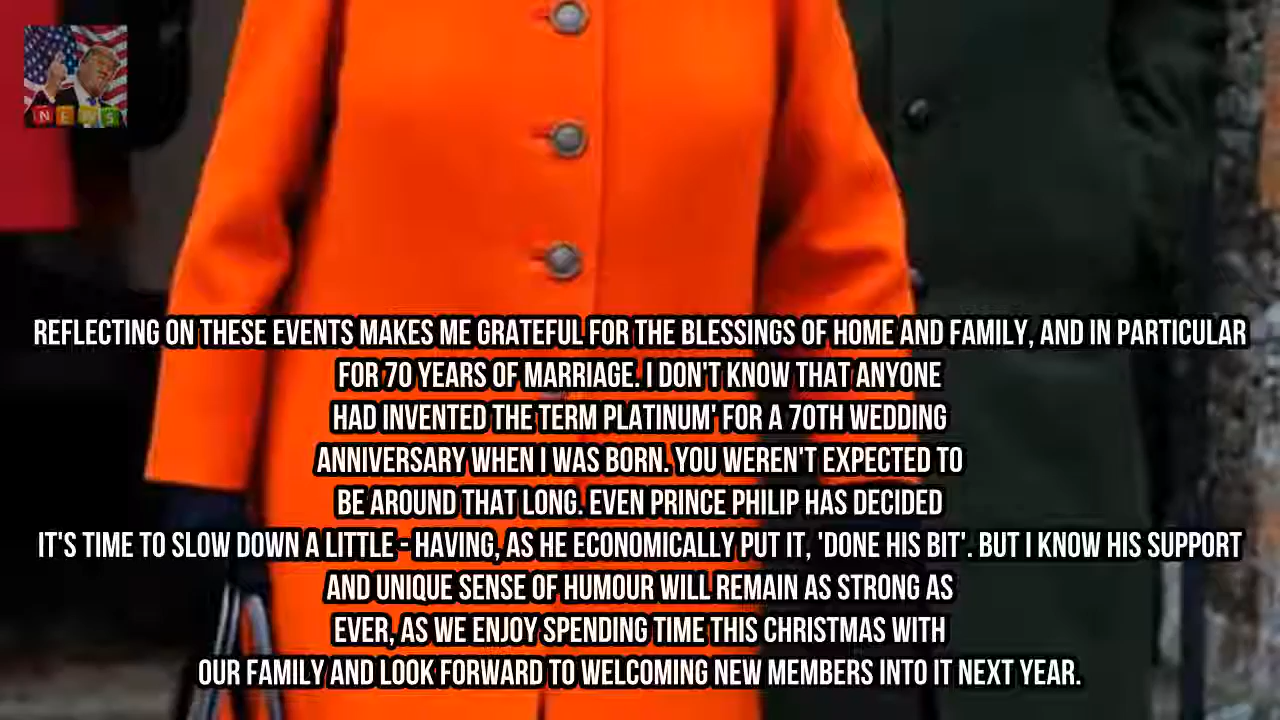 NEWS
REFLECTING ON THESE EVENTS MAKES ME GRATEFUL FOR THE BLESSINGS OF HOME AND FAMILY, AND IN PARTICULAR
FOR 70 YEARS OF MARRIAGE. I DON'T KNOW THAT ANYONE
HAD INVENTED THE TERM PLATINUM' FOR A 70TH WEDDING
ANNIVERSARY WHEN I WAS BORN. YOU WEREN'T EXPECTED TO
BE AROUND THAT LONG. EVEN PRINCE PHILIP HAS DECIDED
IT'S TIME TO SLOW DOWN A LITTLE - HAVING, AS HE ECONOMICALLY PUT IT, 'DONE HIS BIT'. BUT I KNOW HIS SUPPORT
AND UNIQUE SENSE OF HUMOUR WILL REMAIN AS STRONG AS
EVER, AS WE ENJOY SPENDING TIME THIS CHRISTMAS WITH
OUR FAMILY AND LOOK FORWARD TO WELCOMING NEW MEMBERS INTO IT NEXT YEAR.